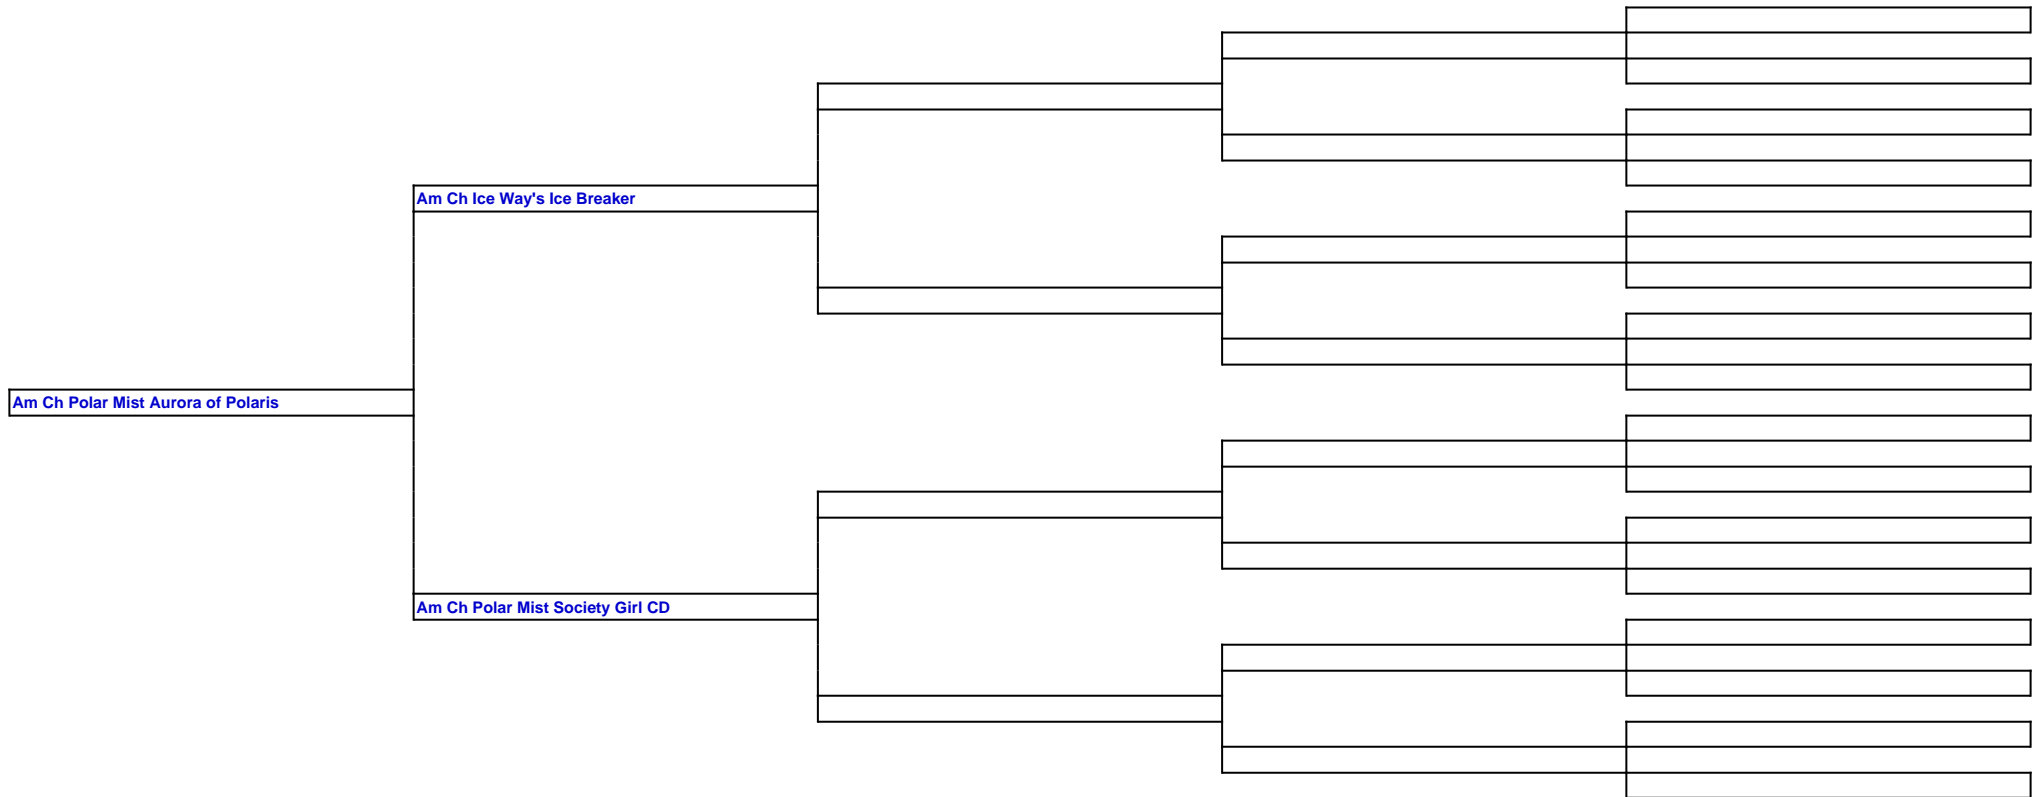 Am Ch Ice Way's Ice Breaker
Am Ch Polar Mist Aurora of Polaris
Am Ch Polar Mist Society Girl CD